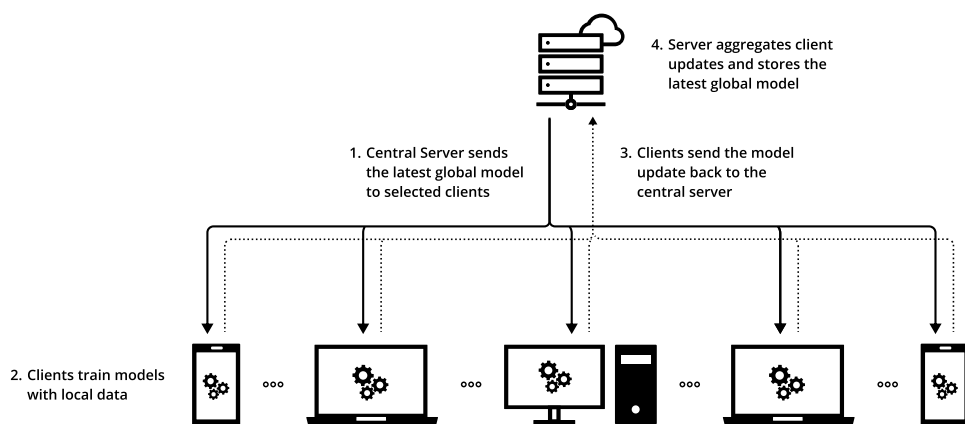 4. Server aggregates client
updates and stores the
latest global model
1. Central Server sends
the latest global model
to selected clients
3. Clients send the model
update back to the
central server
2. Clients train models
with local data